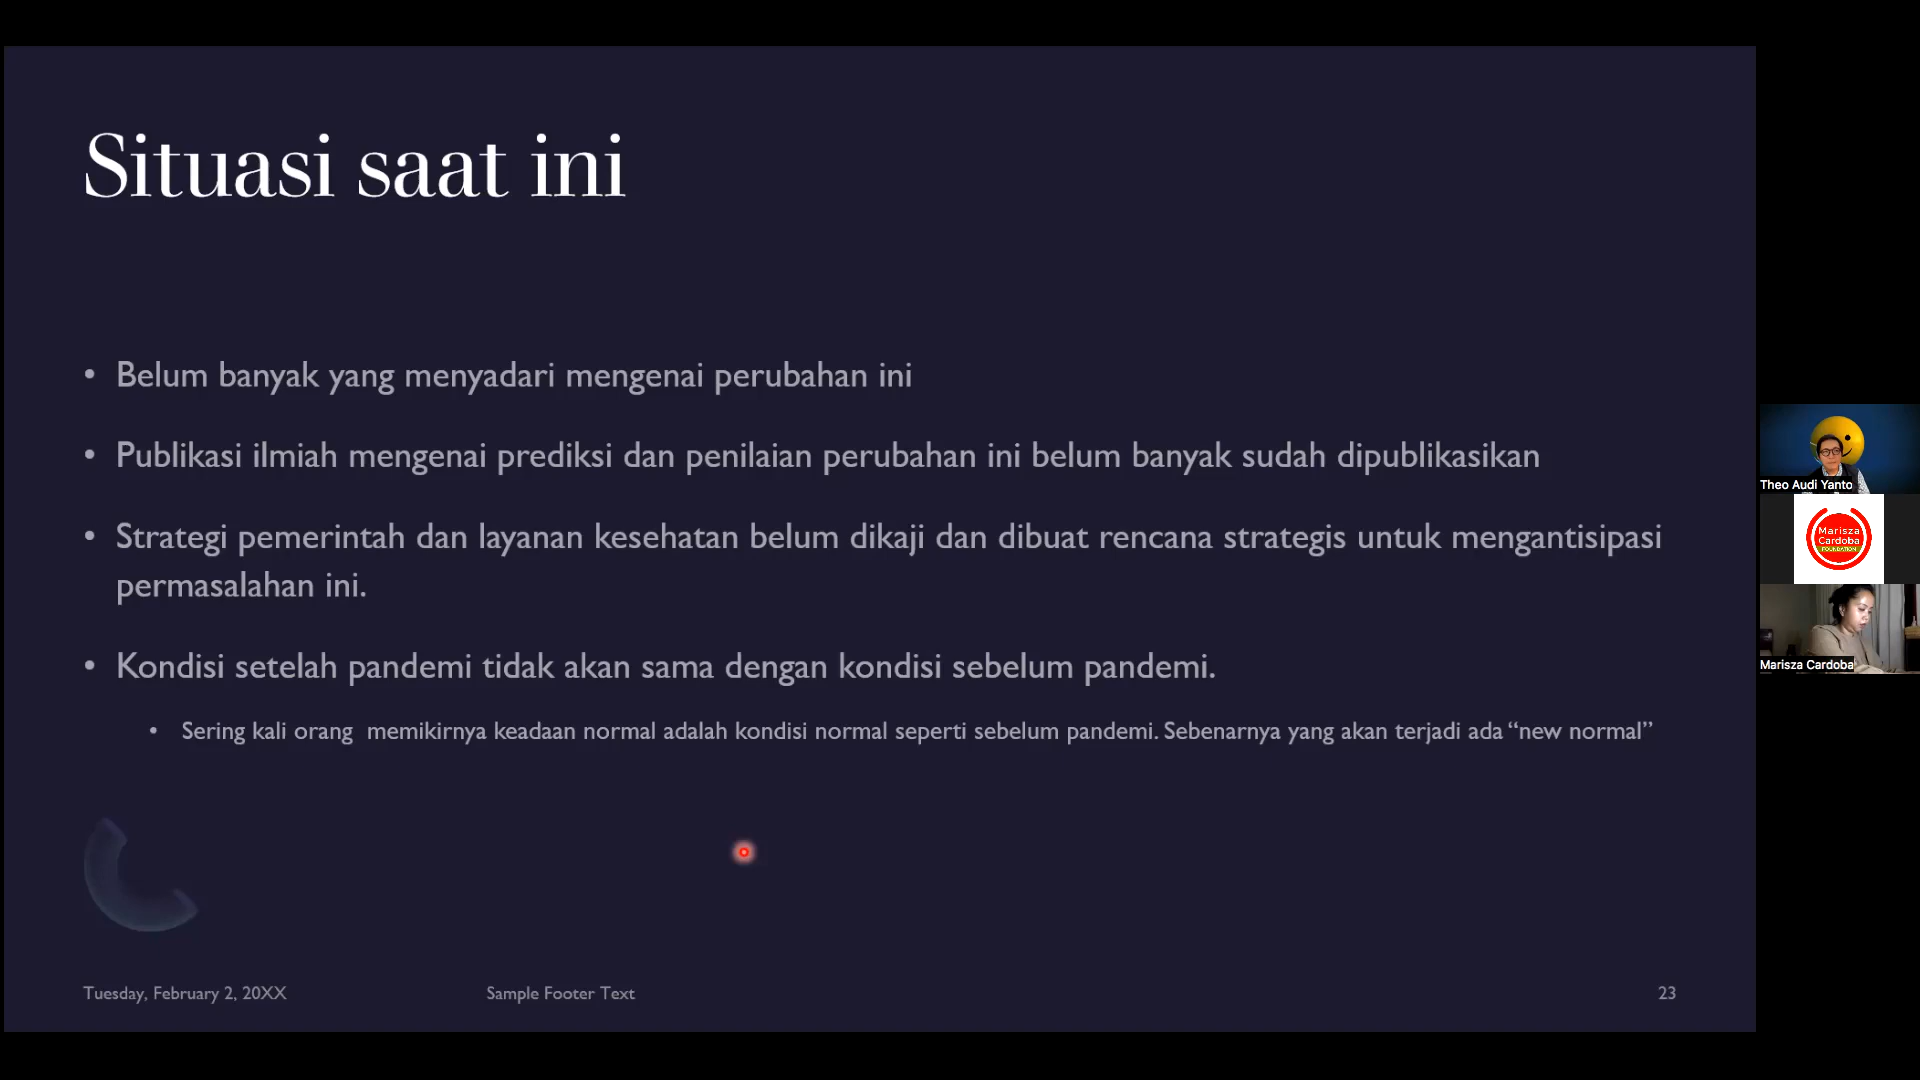 Situasi saat ini
• Belum banyak yang menyadari mengenai perubahan ini
• Publikasi ilmiah mengenai prediksi dan penilaian perubahan ini belum banyak sudah dipublikasikan
• Strategi pemerintah dan layanan kesehatan belum dikaji dan dibuat rencana strategis untuk mengantisipasi
permasalahan ini.
• Kondisi setelah pandemi tidak akan sama dengan kondisi sebelum pandemi.
• Sering kali orang  memikirnya keadaan normal adalah kondisi normal seperti sebelum pandemi. Sebenarnya yang akan terjadi ada “new normal”
Tuesday, February 2, 20XX
Sample Footer Text
23
Theo Audi Yanto
Marisza
Cardoba
FOUNDATION
Marisza Cardoba